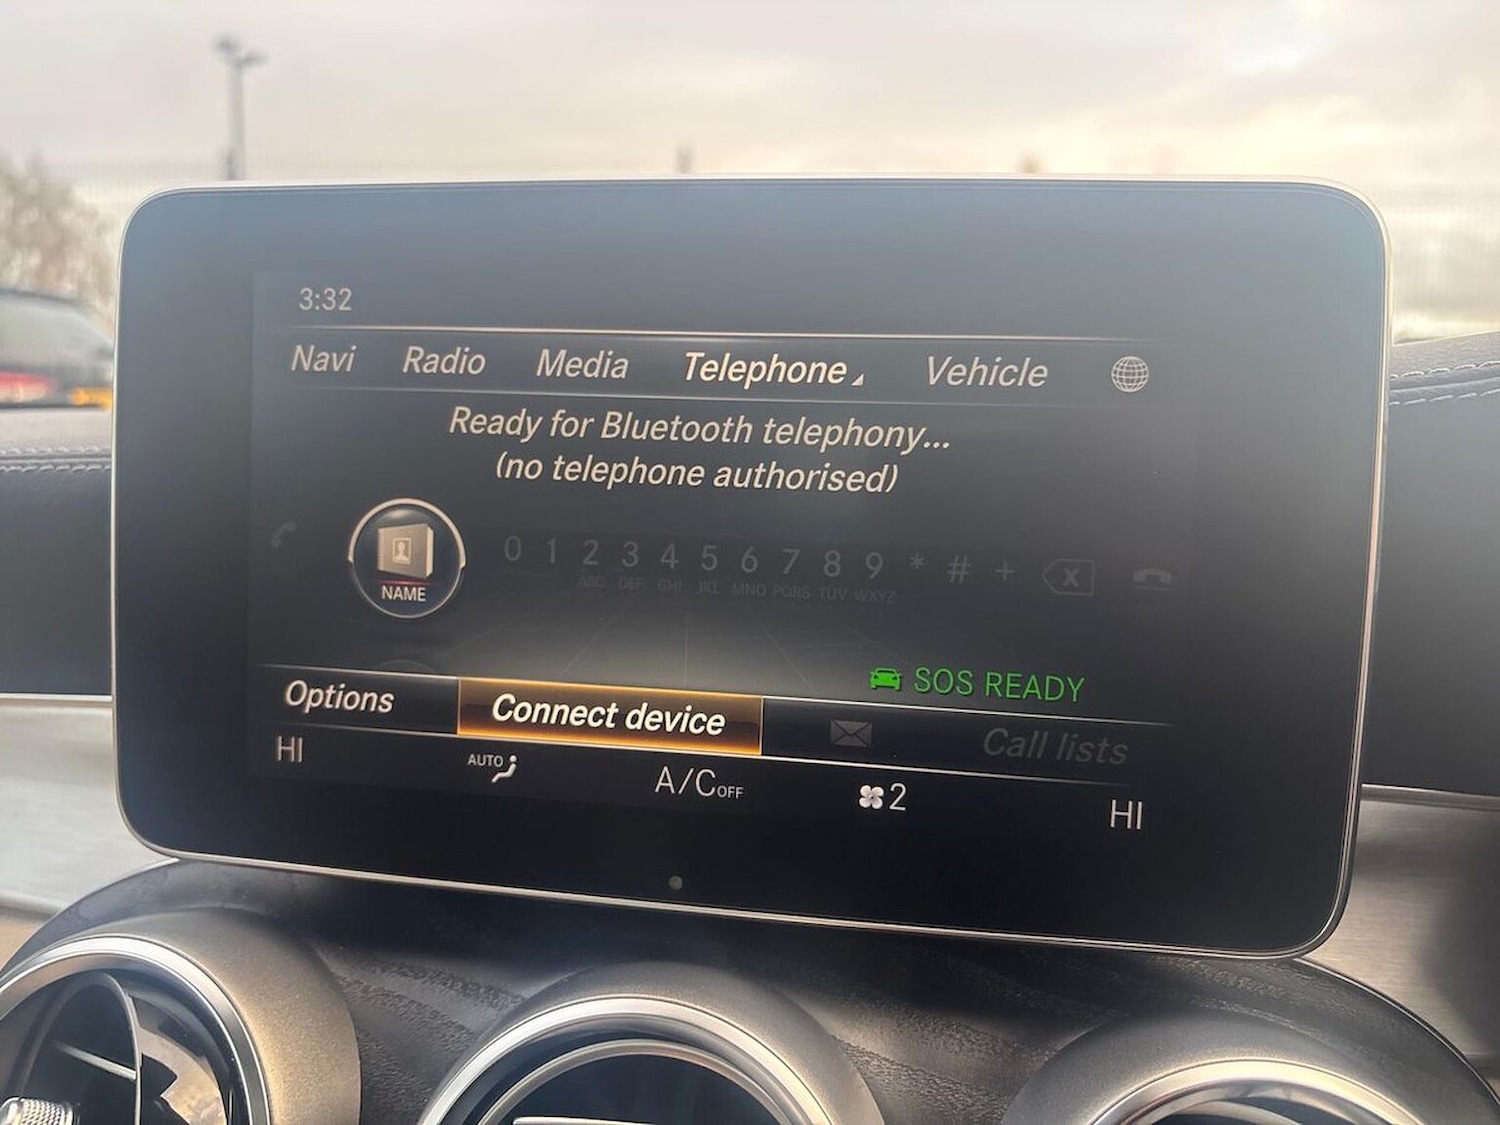 3:32
Navi Radio Media Telephone Vehicle
Ready for Bluetooth telephony...
(no telephone authorised)
NAME
0 1 2 3 4 5 6 7 8 9 * # + X
ABC DEF GHI JKL MNO PQRS TUV WXYZ
SOS READY
Options Connect device Call lists
HI AUTO A/C OFF 2 HI